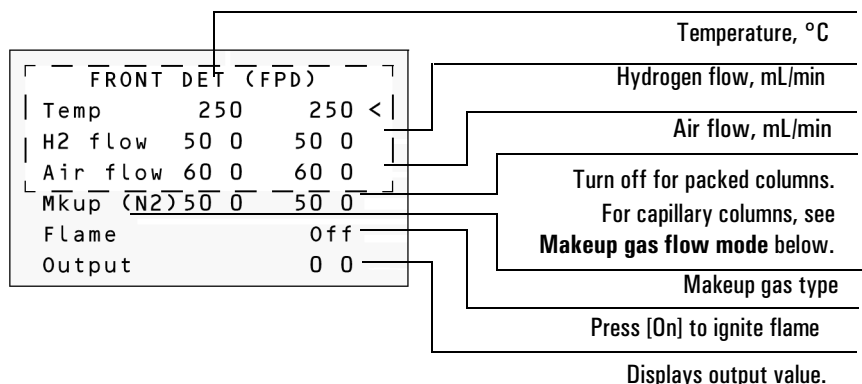 Temperature, °C
FRONT DET (FPD)
Temp 250 250 <
Hydrogen flow, mL/min
H2 flow 50 0 50 0
Air flow, mL/min
Air flow 60 0 60 0
Turn off for packed columns.
For capillary columns, see
Makeup gas flow mode below.
Mkup (N2) 50 0 50 0
Makeup gas type
Flame Off
Press [On] to ignite flame
Output 0 0
Displays output value.